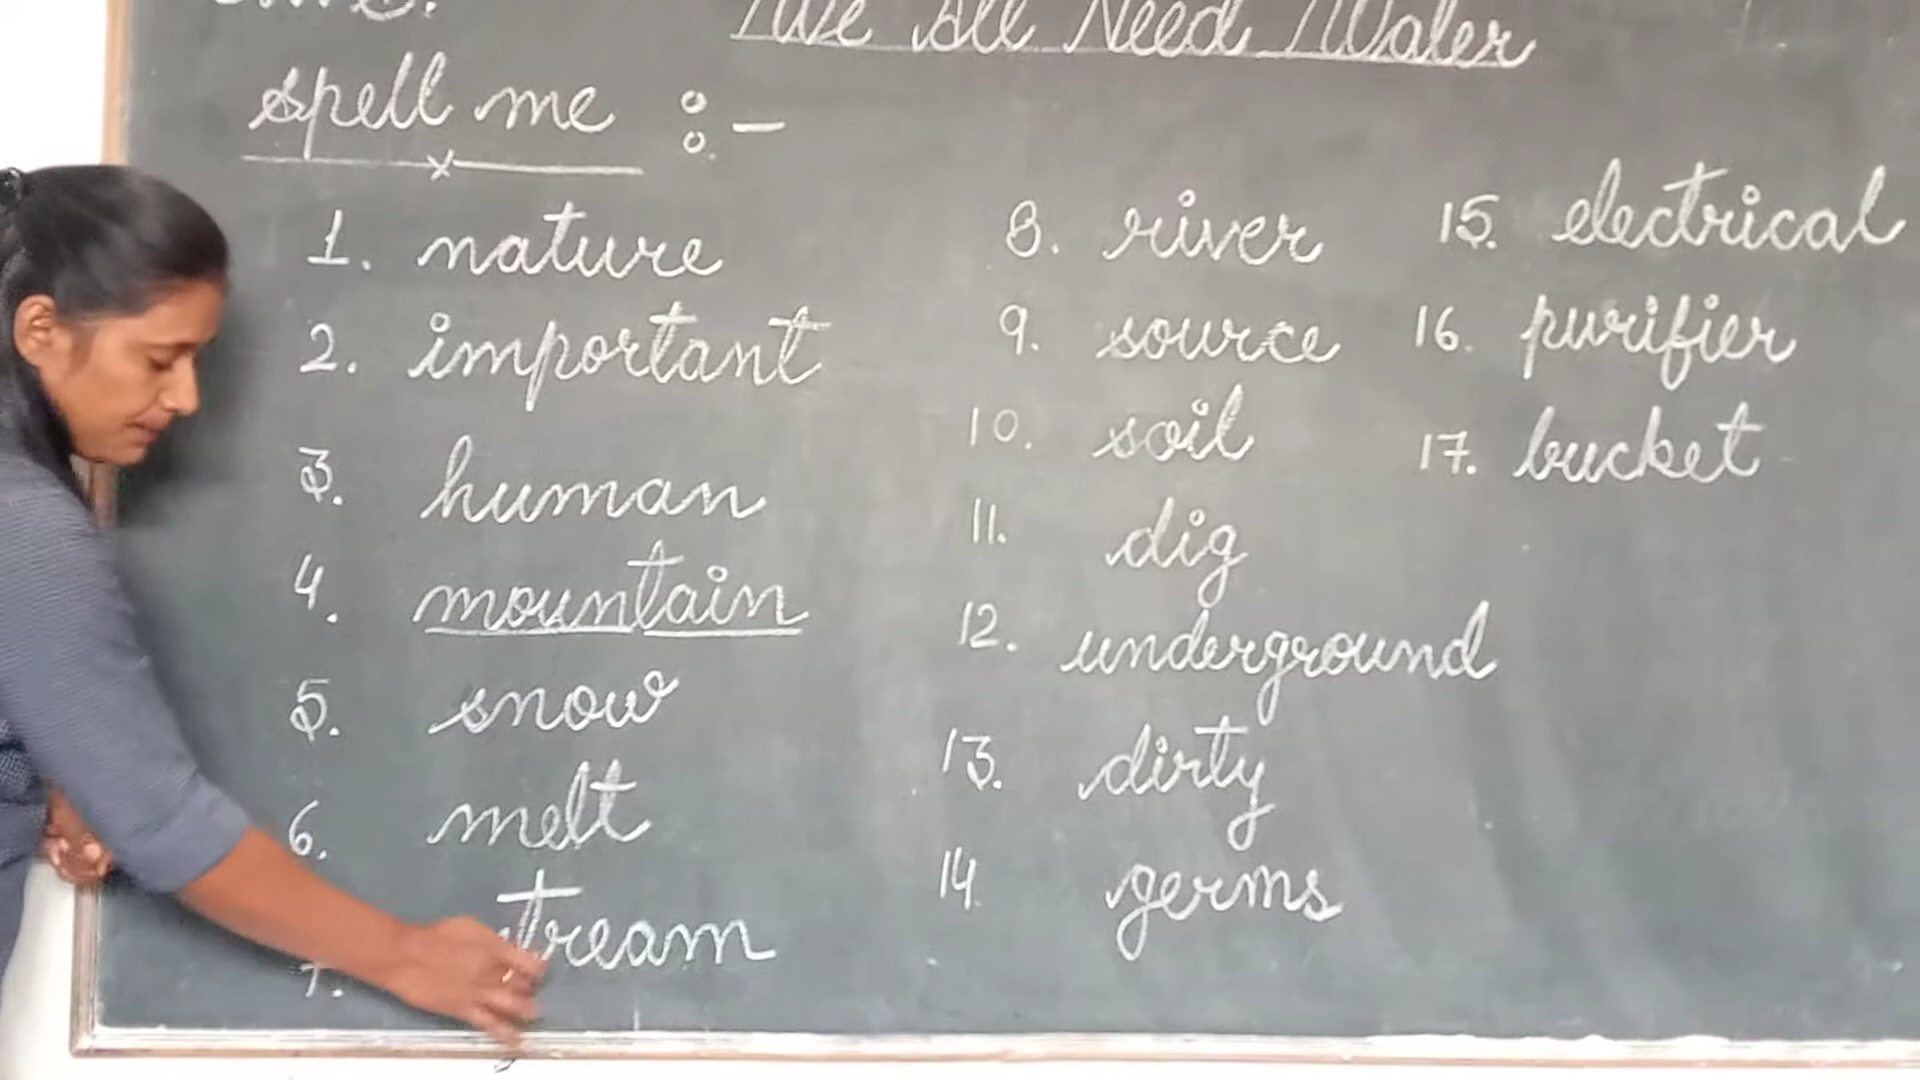 We All Need Water
Spell me :-
1. nature
2. important
3. human
4. mountain
5. snow
6. melt
7. tream
8. river
9. source
10. soil
11. dig
12. underground
13. dirty
14. germs
15. electrical
16. purifier
17. bucket